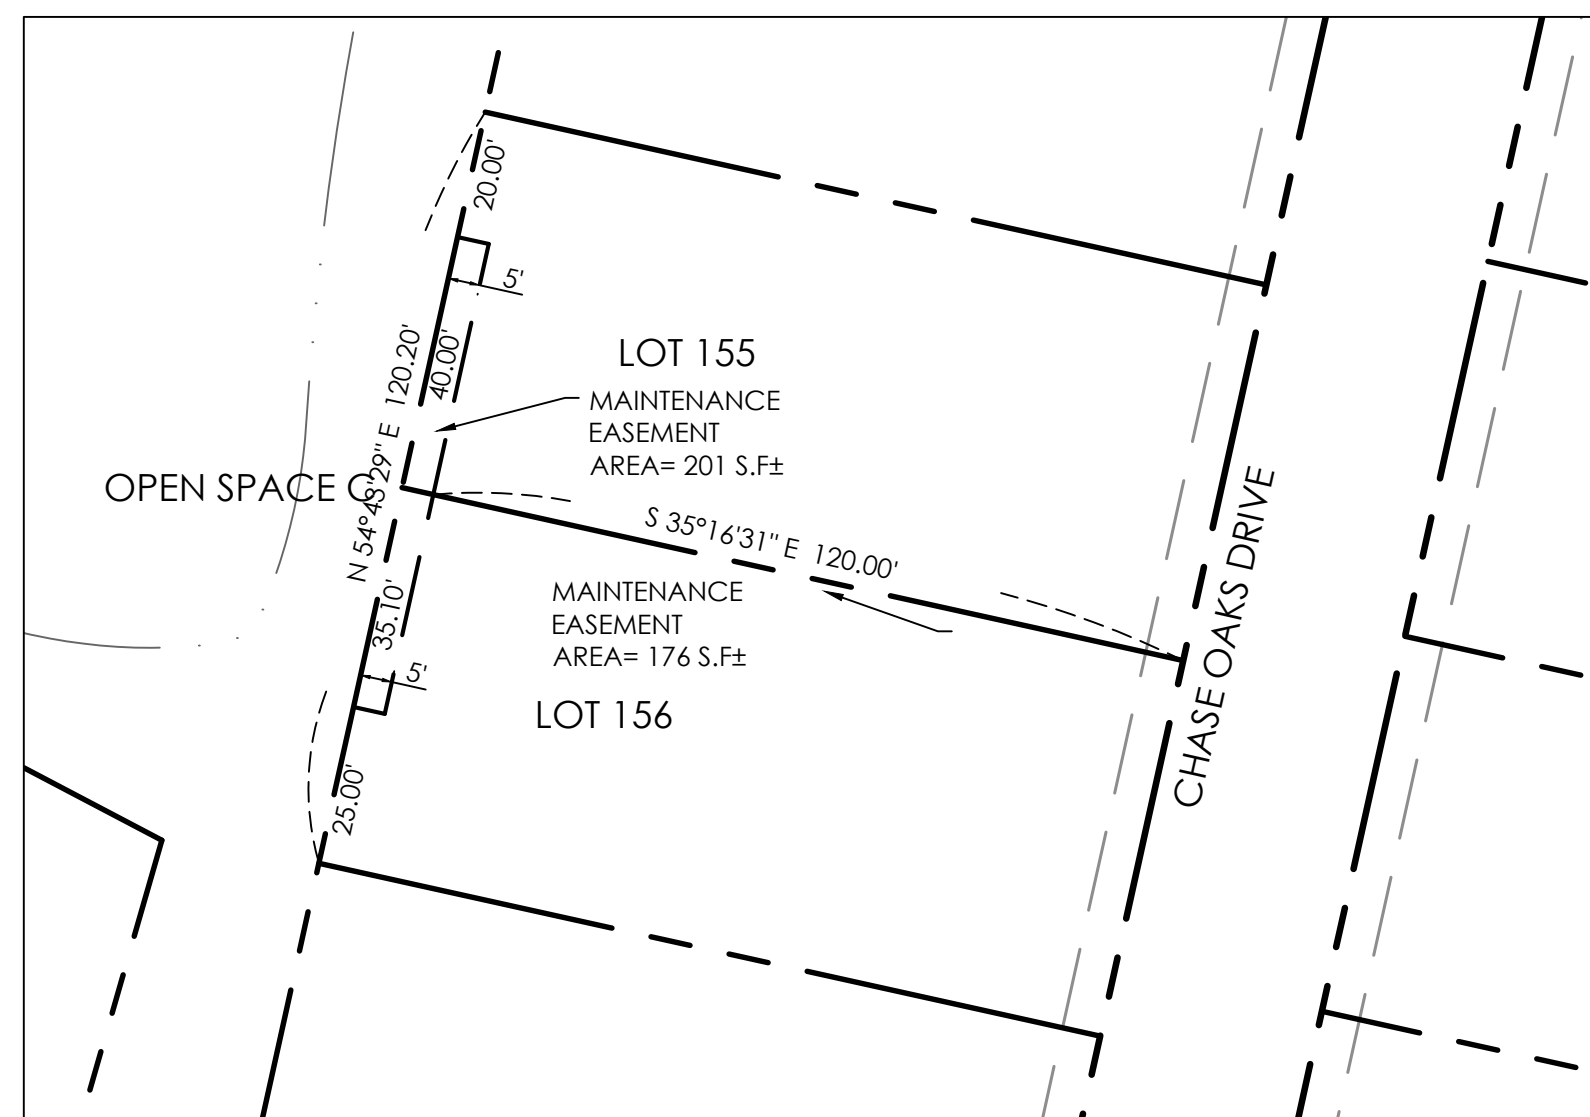 20.00'
5'
LOT 155
MAINTENANCE
EASEMENT
AREA= 201 S.F±
40.00'
N 54°43'29" E 120.20'
OPEN SPACE C
S 35°16'31" E 120.00'
MAINTENANCE
EASEMENT
AREA= 176 S.F±
35.10'
5'
LOT 156
25.00'
CHASE OAKS DRIVE